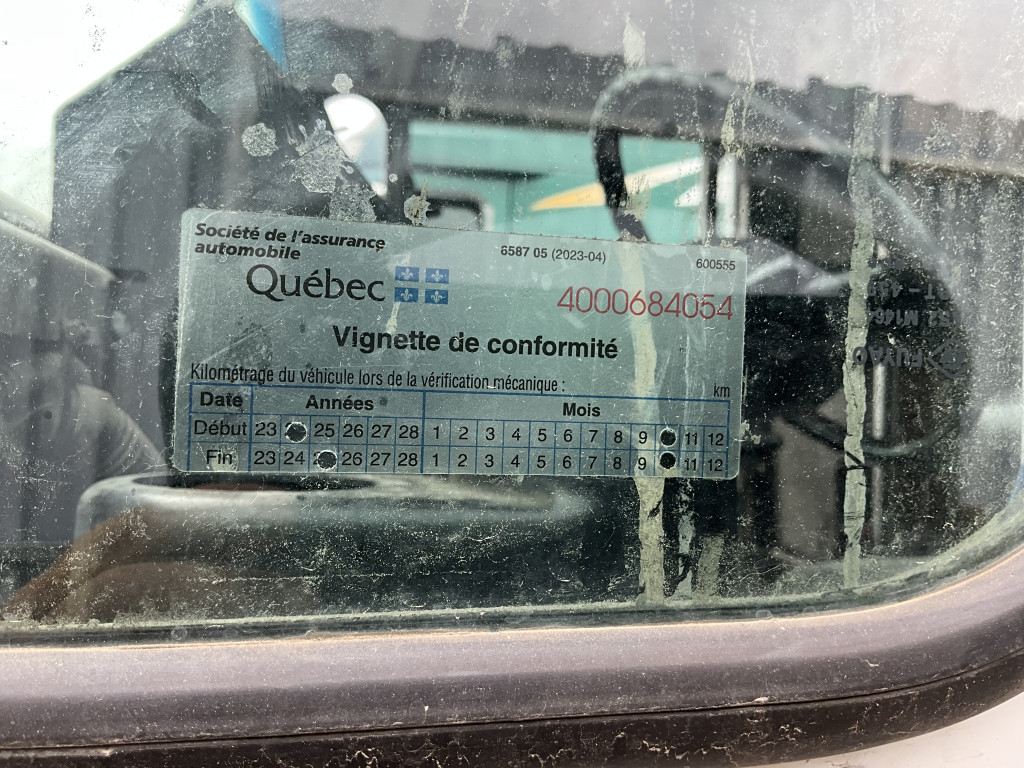 Société de l'assurance
automobile
Québec
6587 05 (2023-04)
600555
4000684054
Vignette de conformité
Kilométrage du véhicule lors de la vérification mécanique :
km
Date Années Mois
Début 23 25 26 27 28 1 2 3 4 5 6 7 8 9 11 12
Fin 23 24 26 27 28 1 2 3 4 5 6 7 8 9 11 12
FUYAO